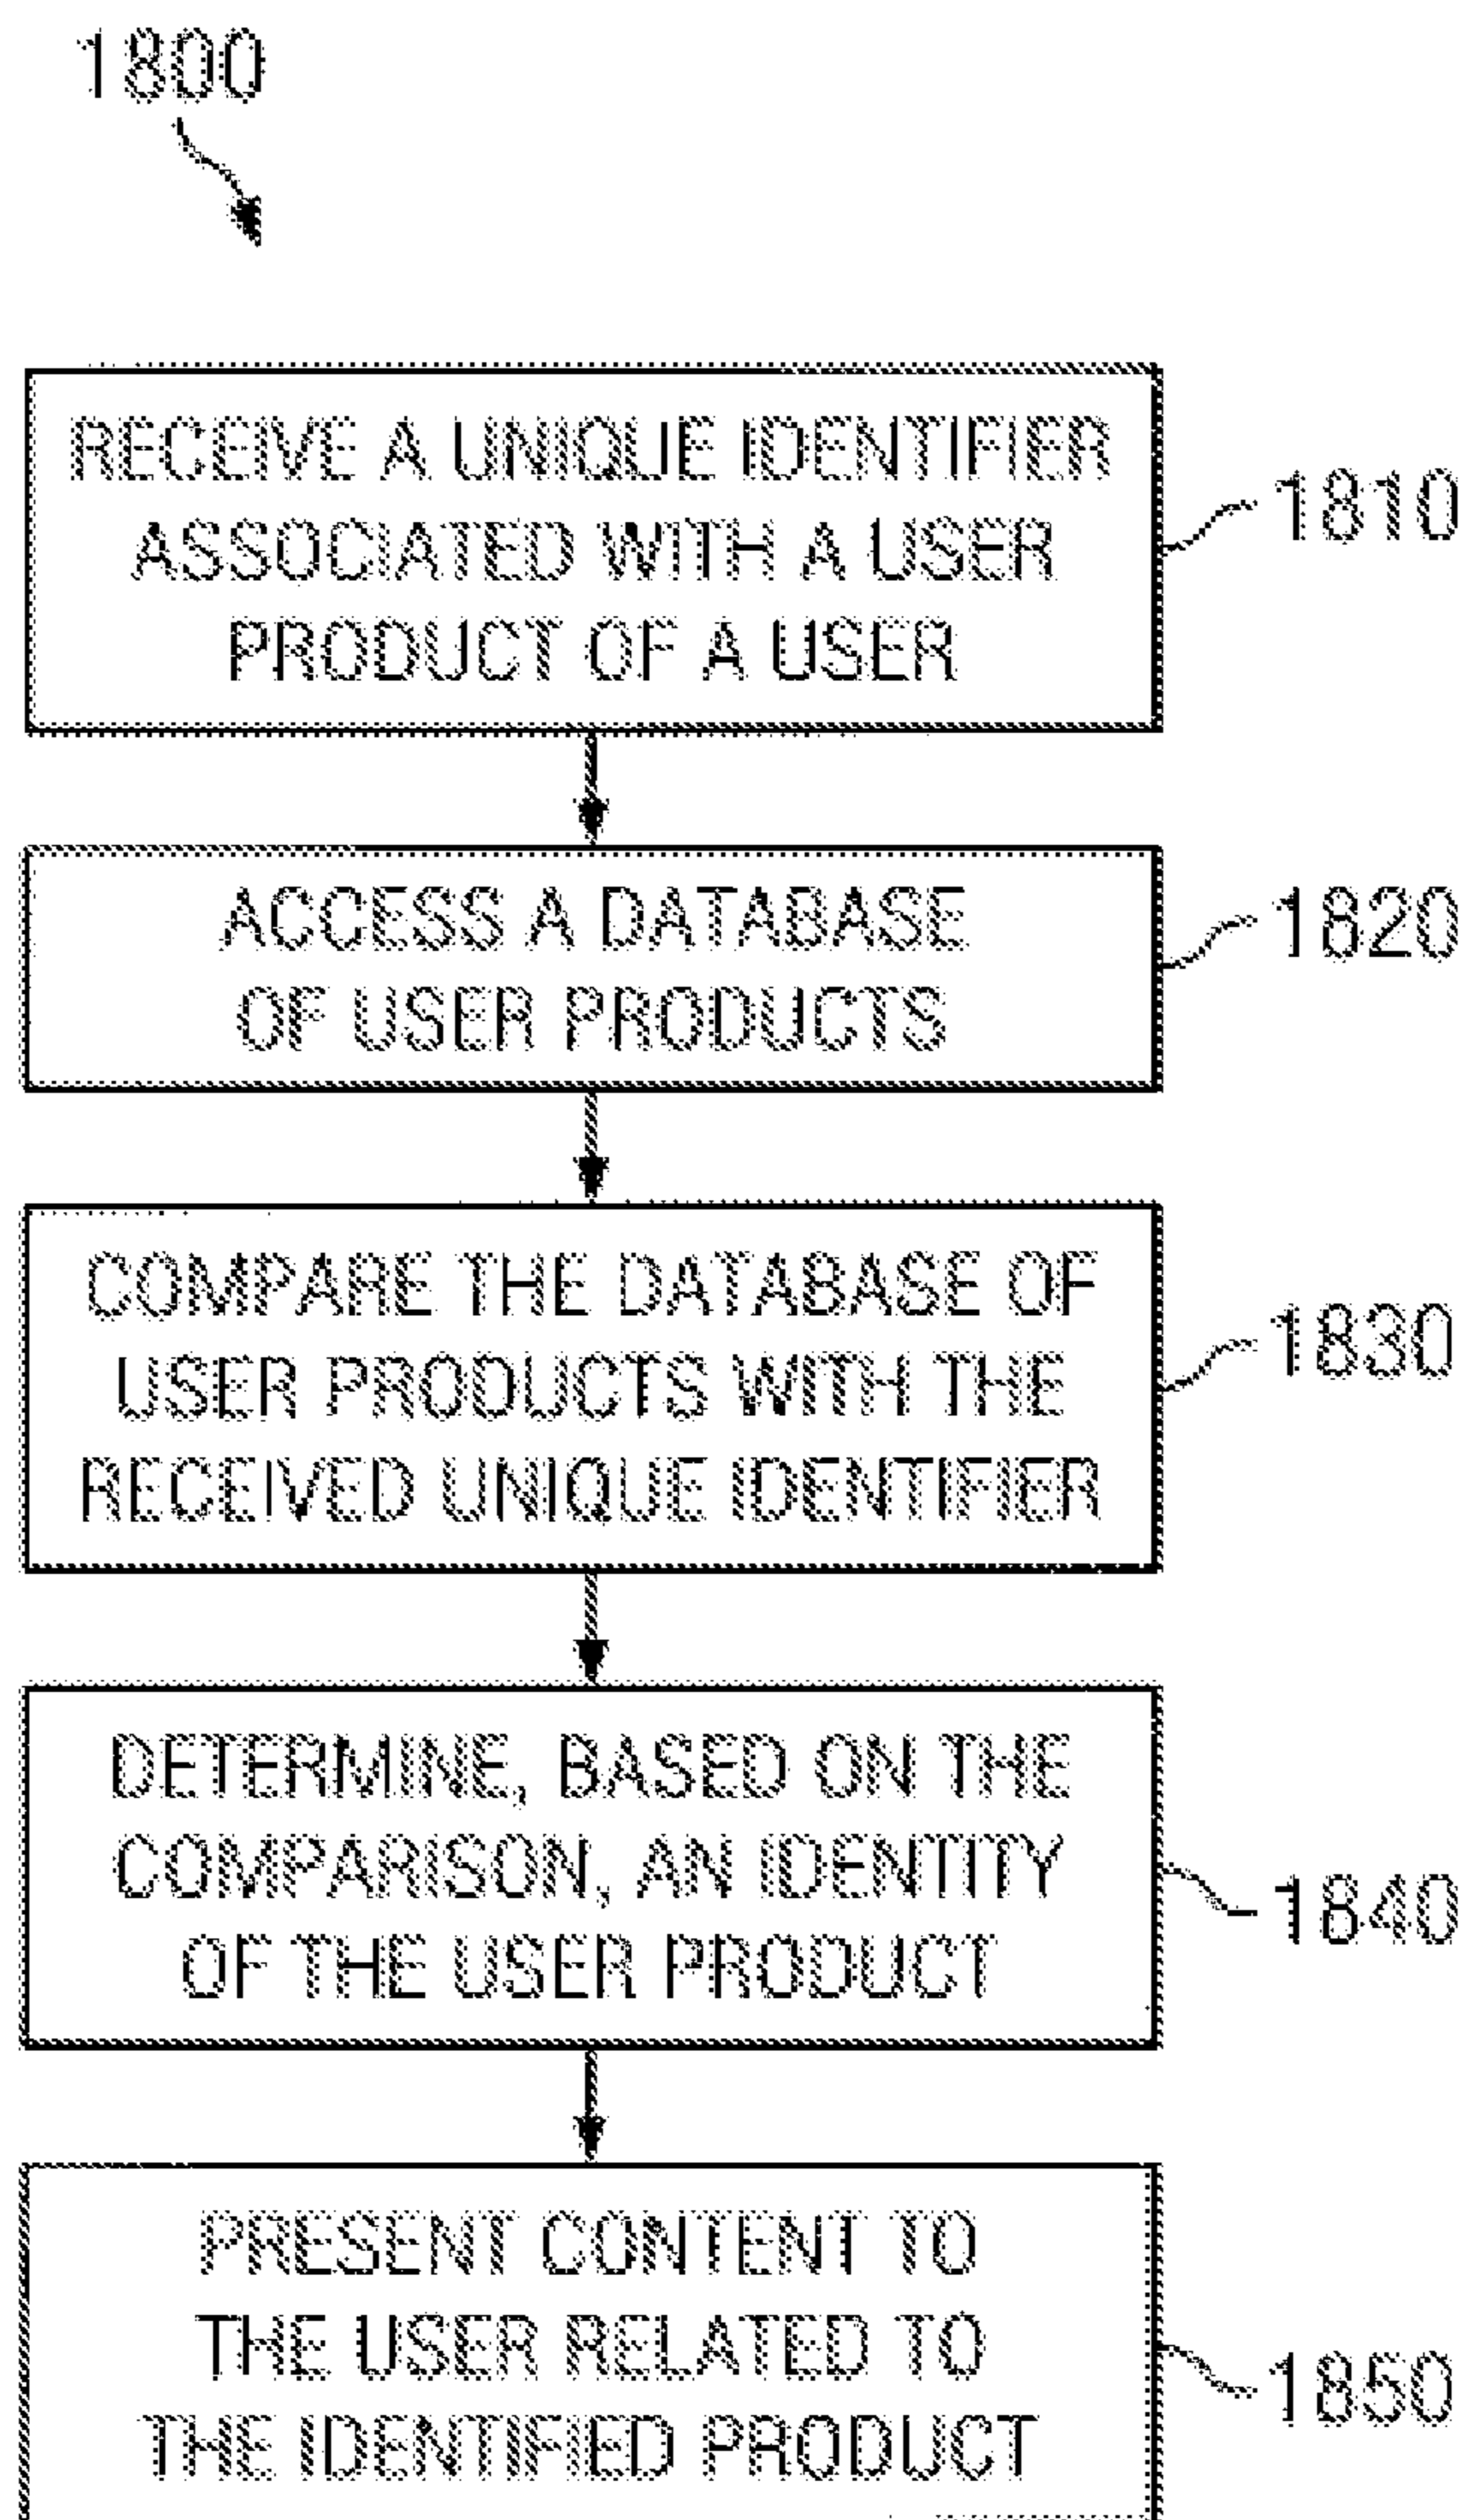 1800
RECEIVE A UNIQUE IDENTIFIER
ASSOCIATED WITH A USER
PRODUCT OF A USER
1810
ACCESS A DATABASE
OF USER PRODUCTS
1820
COMPARE THE DATABASE OF
USER PRODUCTS WITH THE
RECEIVED UNIQUE IDENTIFIER
1830
DETERMINE, BASED ON THE
COMPARISON, AN IDENTITY
OF THE USER PRODUCT
1840
PRESENT CONTENT TO
THE USER RELATED TO
THE IDENTIFIED PRODUCT
1850